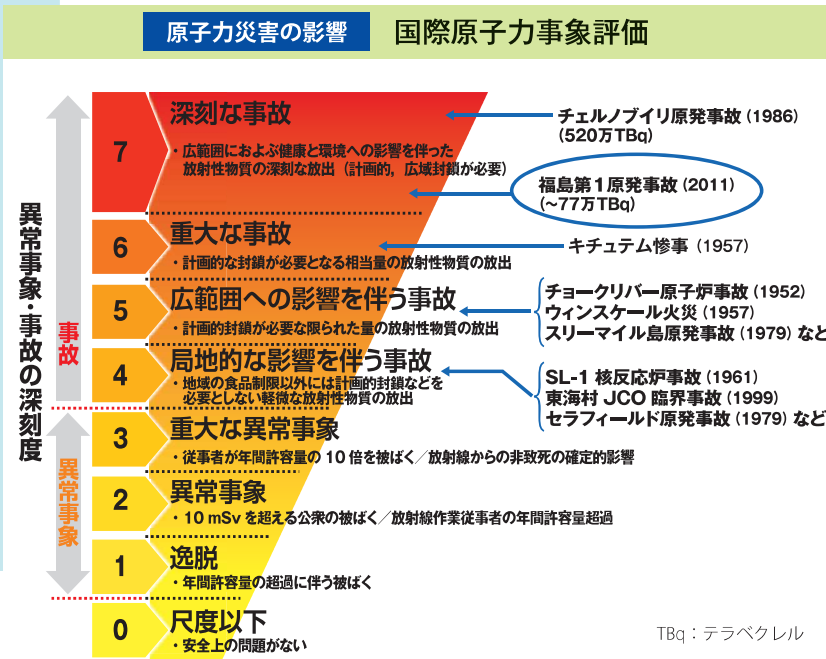 原子力災害の影響 国際原子力事象評価
異常事象・事故の深刻度
事故
異常事象
7
深刻な事故
・広範囲におよぶ健康と環境への影響を伴った
放射性物質の深刻な放出（計画的，広域封鎖が必要）
チェルノブイリ原発事故（1986）
（520万TBq）
福島第１原発事故（2011）
（~77万TBq）
6
重大な事故
・計画的な封鎖が必要となる相当量の放射性物質の放出
キチュテム惨事（1957）
5
広範囲への影響を伴う事故
・計画的封鎖が必要な限られた量の放射性物質の放出
チョークリバー原子炉事故（1952）
ウィンスケール火災（1957）
スリーマイル島原発事故（1979）など
4
局地的な影響を伴う事故
・地域の食品制限以外には計画的封鎖などを
必要としない軽微な放射性物質の放出
SL-1 核反応炉事故（1961）
東海村 JCO 臨界事故（1999）
セラフィールド原発事故（1979）など
3
重大な異常事象
・従事者が年間許容量の 10 倍を被ばく／放射線からの非致死の確定的影響
2
異常事象
・10 mSv を超える公衆の被ばく／放射線作業従事者の年間許容量超過
1
逸脱
・年間許容量の超過に伴う被ばく
0
尺度以下
・安全上の問題がない
TBq：テラベクレル